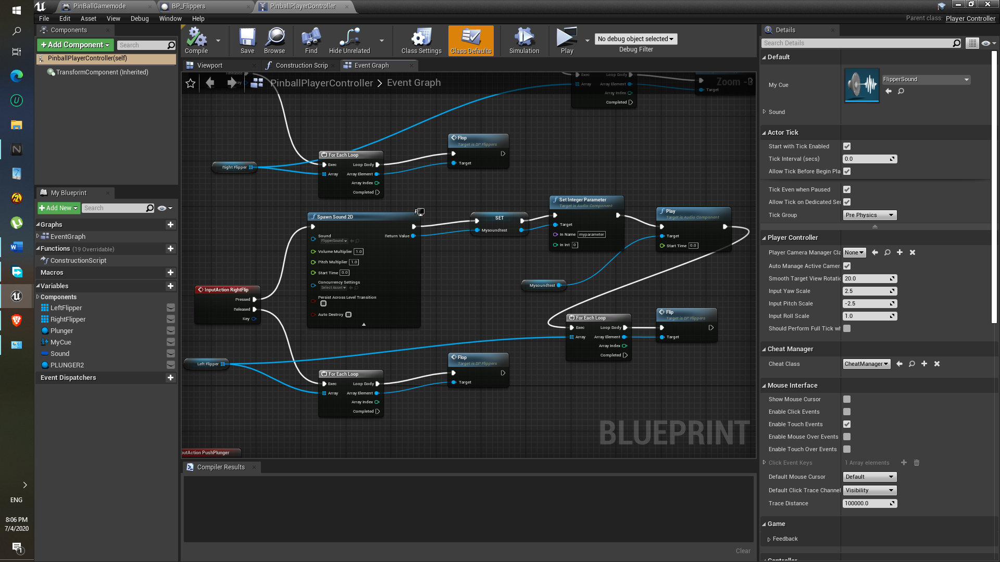 PinBallGamemode
BP_Flippers
PinballPlayerController
File Edit Asset View Debug Window Help
Parent class: Player Controller
Components
+Add Component
Search
PinballPlayerController(self)
TransformComponent (Inherited)
My Blueprint
+Add New
Search
Graphs
EventGraph
Functions (19 Overridable)
ConstructionScript
Macros
Variables
Components
LeftFlipper
RightFlipper
Plunger
MyCue
Sound
PLUNGER2
Event Dispatchers
Compile
Save
Browse
Find
Hide Unrelated
Class Settings
Class Defaults
Simulation
Play
No debug object selected
Debug Filter
Viewport
Construction Scrip
Event Graph
PinballPlayerController > Event Graph
Zoom -
Released
Key
Exec Loop Body
Array Array Element
Array Index
Completed
Target
Right Flipper
For Each Loop
Exec Loop Body
Array Array Element
Array Index
Completed
Flop
Target is BP Flippers
Target
Spawn Sound 2D
Sound
FlipperSound
Return Value
Volume Multiplier 1.0
Pitch Multiplier 1.0
Start Time 0.0
Concurrency Settings
Select Asset
Persist Across Level Transition
Auto Destroy
SET
Mysoundtest
Set Integer Parameter
Target is Audio Component
Target
In Name myparameter
In Int 0
Play
Target is Audio Component
Target
Start Time 0.0
Mysoundtest
InputAction RightFlip
Pressed
Released
Key
For Each Loop
Exec Loop Body
Array Array Element
Array Index
Completed
Flip
Target is BP Flippers
Target
Left Flipper
For Each Loop
Exec Loop Body
Array Array Element
Array Index
Completed
Flop
Target is BP Flippers
Target
putAction PushPlunger
BLUEPRINT
Compiler Results
Clear
Details
Search Details
Default
My Cue
FlipperSound
Sound
Actor Tick
Start with Tick Enabled
Tick Interval (secs) 0.0
Allow Tick Before Begin Pla
Tick Even when Paused
Allow Tick on Dedicated Ser
Tick Group Pre Physics
Player Controller
Player Camera Manager Cla None
Auto Manage Active Camer
Smooth Target View Rotatic 20.0
Input Yaw Scale 2.5
Input Pitch Scale -2.5
Input Roll Scale 1.0
Should Perform Full Tick wh
Cheat Manager
Cheat Class CheatManager
Mouse Interface
Show Mouse Cursor
Enable Click Events
Enable Touch Events
Enable Mouse Over Events
Enable Touch Over Events
Click Event Keys 1 Array elements
Default Mouse Cursor Default
Default Click Trace Channel Visibility
Trace Distance 100000.0
Game
Feedback
Controller
ENG
8:06 PM
7/4/2020
1